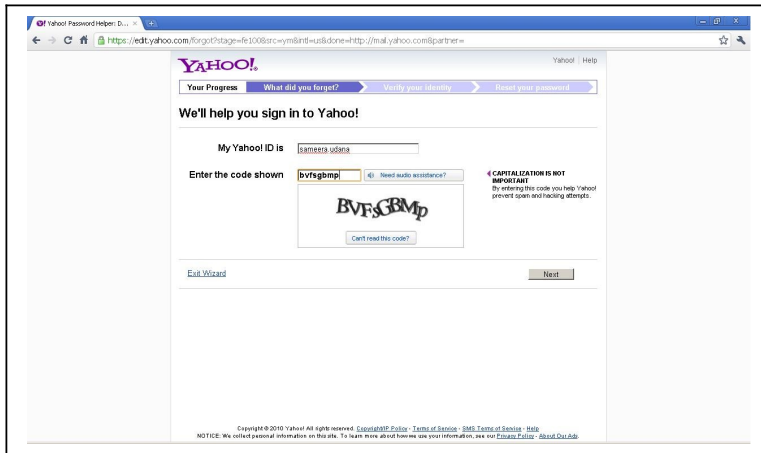 Yahoo! Password Helper: D...
https://edit.yahoo.com/forgot?stage=fe100&src=ym&intl=us&done=http://mail.yahoo.com&partner=
YAHOO!®
Yahoo! Help
Your Progress What did you forget? Verify your identity Reset your password
We'll help you sign in to Yahoo!
My Yahoo! ID is sameera.udana
Enter the code shown bvfsgbmp Need audio assistance?
CAPITALIZATION IS NOT
IMPORTANT
By entering this code you help Yahoo!
prevent spam and hacking attempts.
BVFsGBMp
Can't read this code?
Exit Wizard Next
Copyright © 2010 Yahoo! All rights reserved. Copyright/IP Policy - Terms of Service - SMS Terms of Service - Help
NOTICE: We collect personal information on this site. To learn more about how we use your information, see our Privacy Policy - About Our Ads.